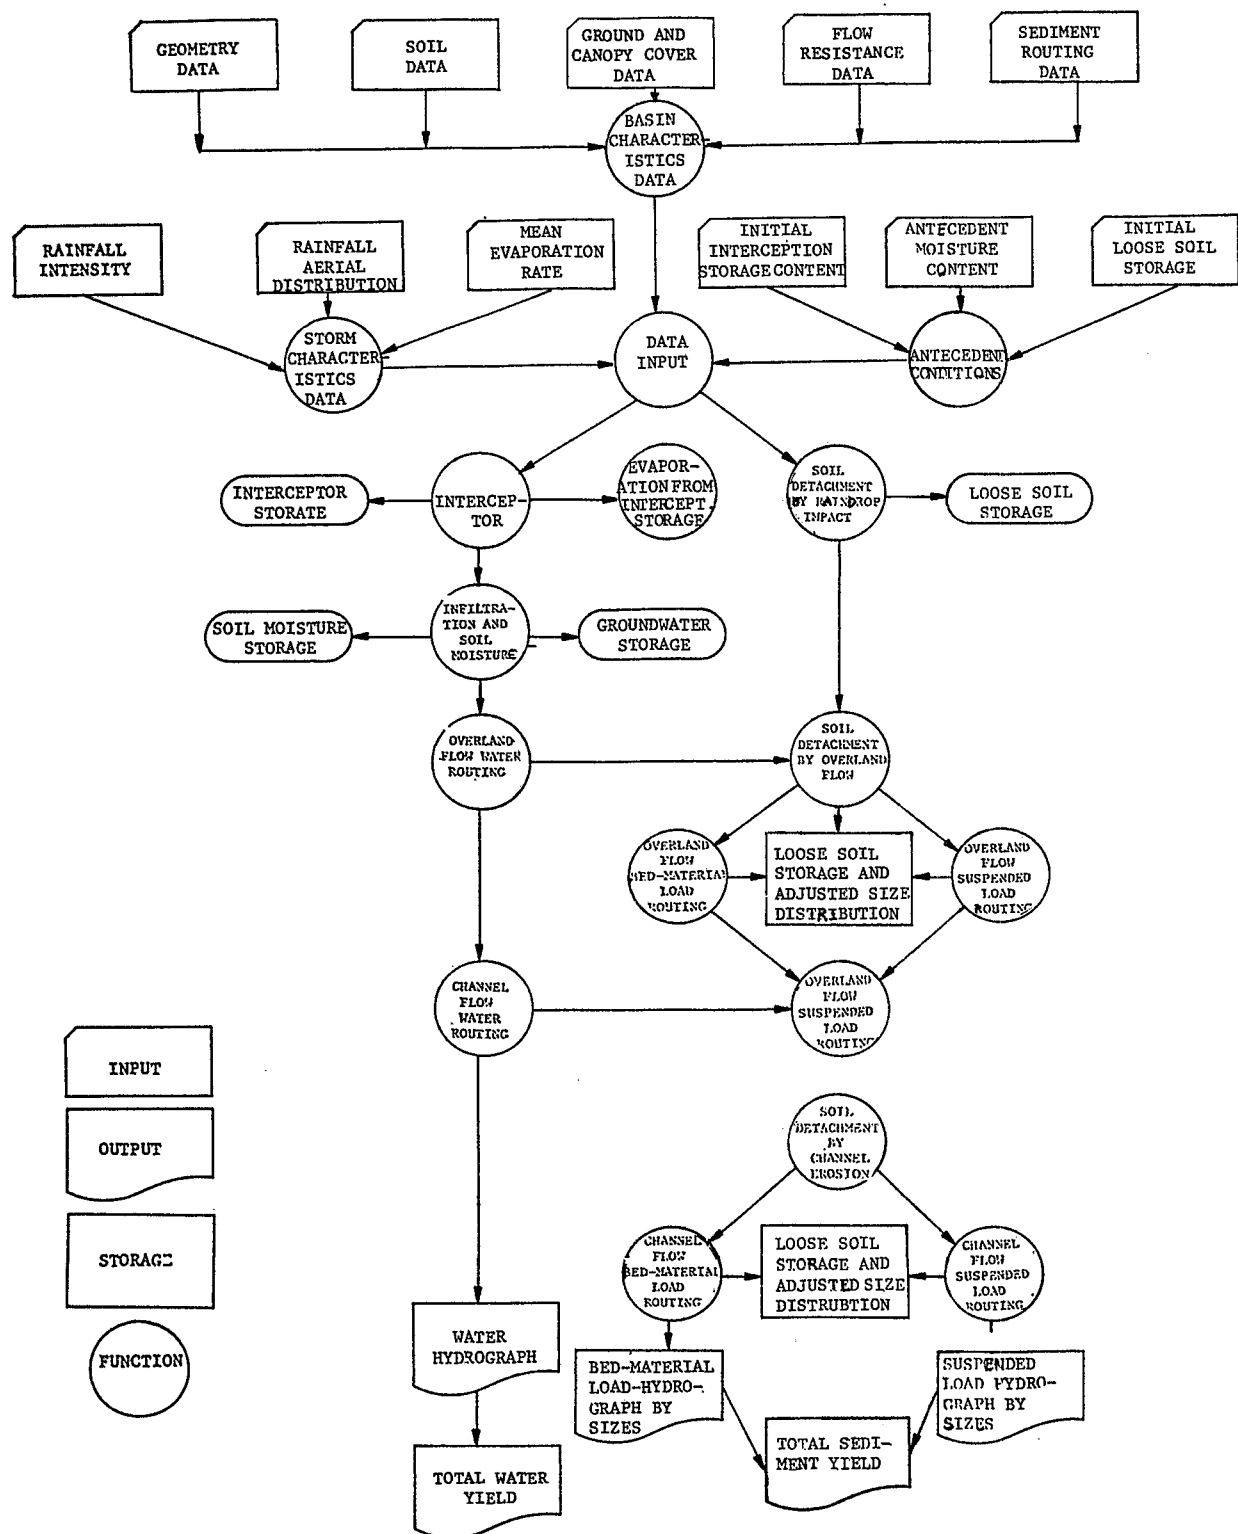 GEOMETRY
DATA
SOIL
DATA
GROUND AND
CANOPY COVER
DATA
FLOW
RESISTANCE
DATA
SEDIMENT
ROUTING
DATA
BASIN
CHARACTER-
ISTICS
DATA
RAINFALL
INTENSITY
RAINFALL
AERIAL
DISTRIBUTION
MEAN
EVAPORATION
RATE
INITIAL
INTERCEPTION
STORAGE CONTENT
ANTECEDENT
MOISTURE
CONTENT
INITIAL
LOOSE SOIL
STORAGE
STORM
CHARACTER-
ISTICS
DATA
DATA
INPUT
ANTECEDENT
CONDITIONS
INTERCEPTOR
STORATE
INTERCEP-
TOR
EVAPOR-
ATION FROM
INTERCEPT.
STORAGE
SOIL
DETACHMENT
BY RAINDROP
IMPACT
LOOSE SOIL
STORAGE
SOIL MOISTURE
STORAGE
INFILTRA-
TION AND
SOIL
MOISTURE
GROUNDWATER
STORAGE
OVERLAND
FLOW WATER
ROUTING
SOIL
DETACHMENT
BY OVERLAND
FLOW
OVERLAND
FLOW
BED-MATERIAL
LOAD
ROUTING
LOOSE SOIL
STORAGE AND
ADJUSTED SIZE
DISTRIBUTION
OVERLAND
FLOW
SUSPENDED
LOAD
ROUTING
CHANNEL
FLOW
WATER
ROUTING
OVERLAND
FLOW
SUSPENDED
LOAD
ROUTING
INPUT
OUTPUT
STORAGE
FUNCTION
SOIL
DETACHMENT
BY
CHANNEL
EROSION
CHANNEL
FLOW
BED-MATERIAL
LOAD
ROUTING
LOOSE SOIL
STORAGE AND
ADJUSTED SIZE
DISTRUBTION
CHANNEL
FLOW
SUSPENDED
LOAD
ROUTING
WATER
HYDROGRAPH
BED-MATERIAL
LOAD-HYDRO-
GRAPH BY
SIZES
SUSPENDED
LOAD HYDRO-
GRAPH BY
SIZES
TOTAL WATER
YIELD
TOTAL SEDI-
MENT YIELD